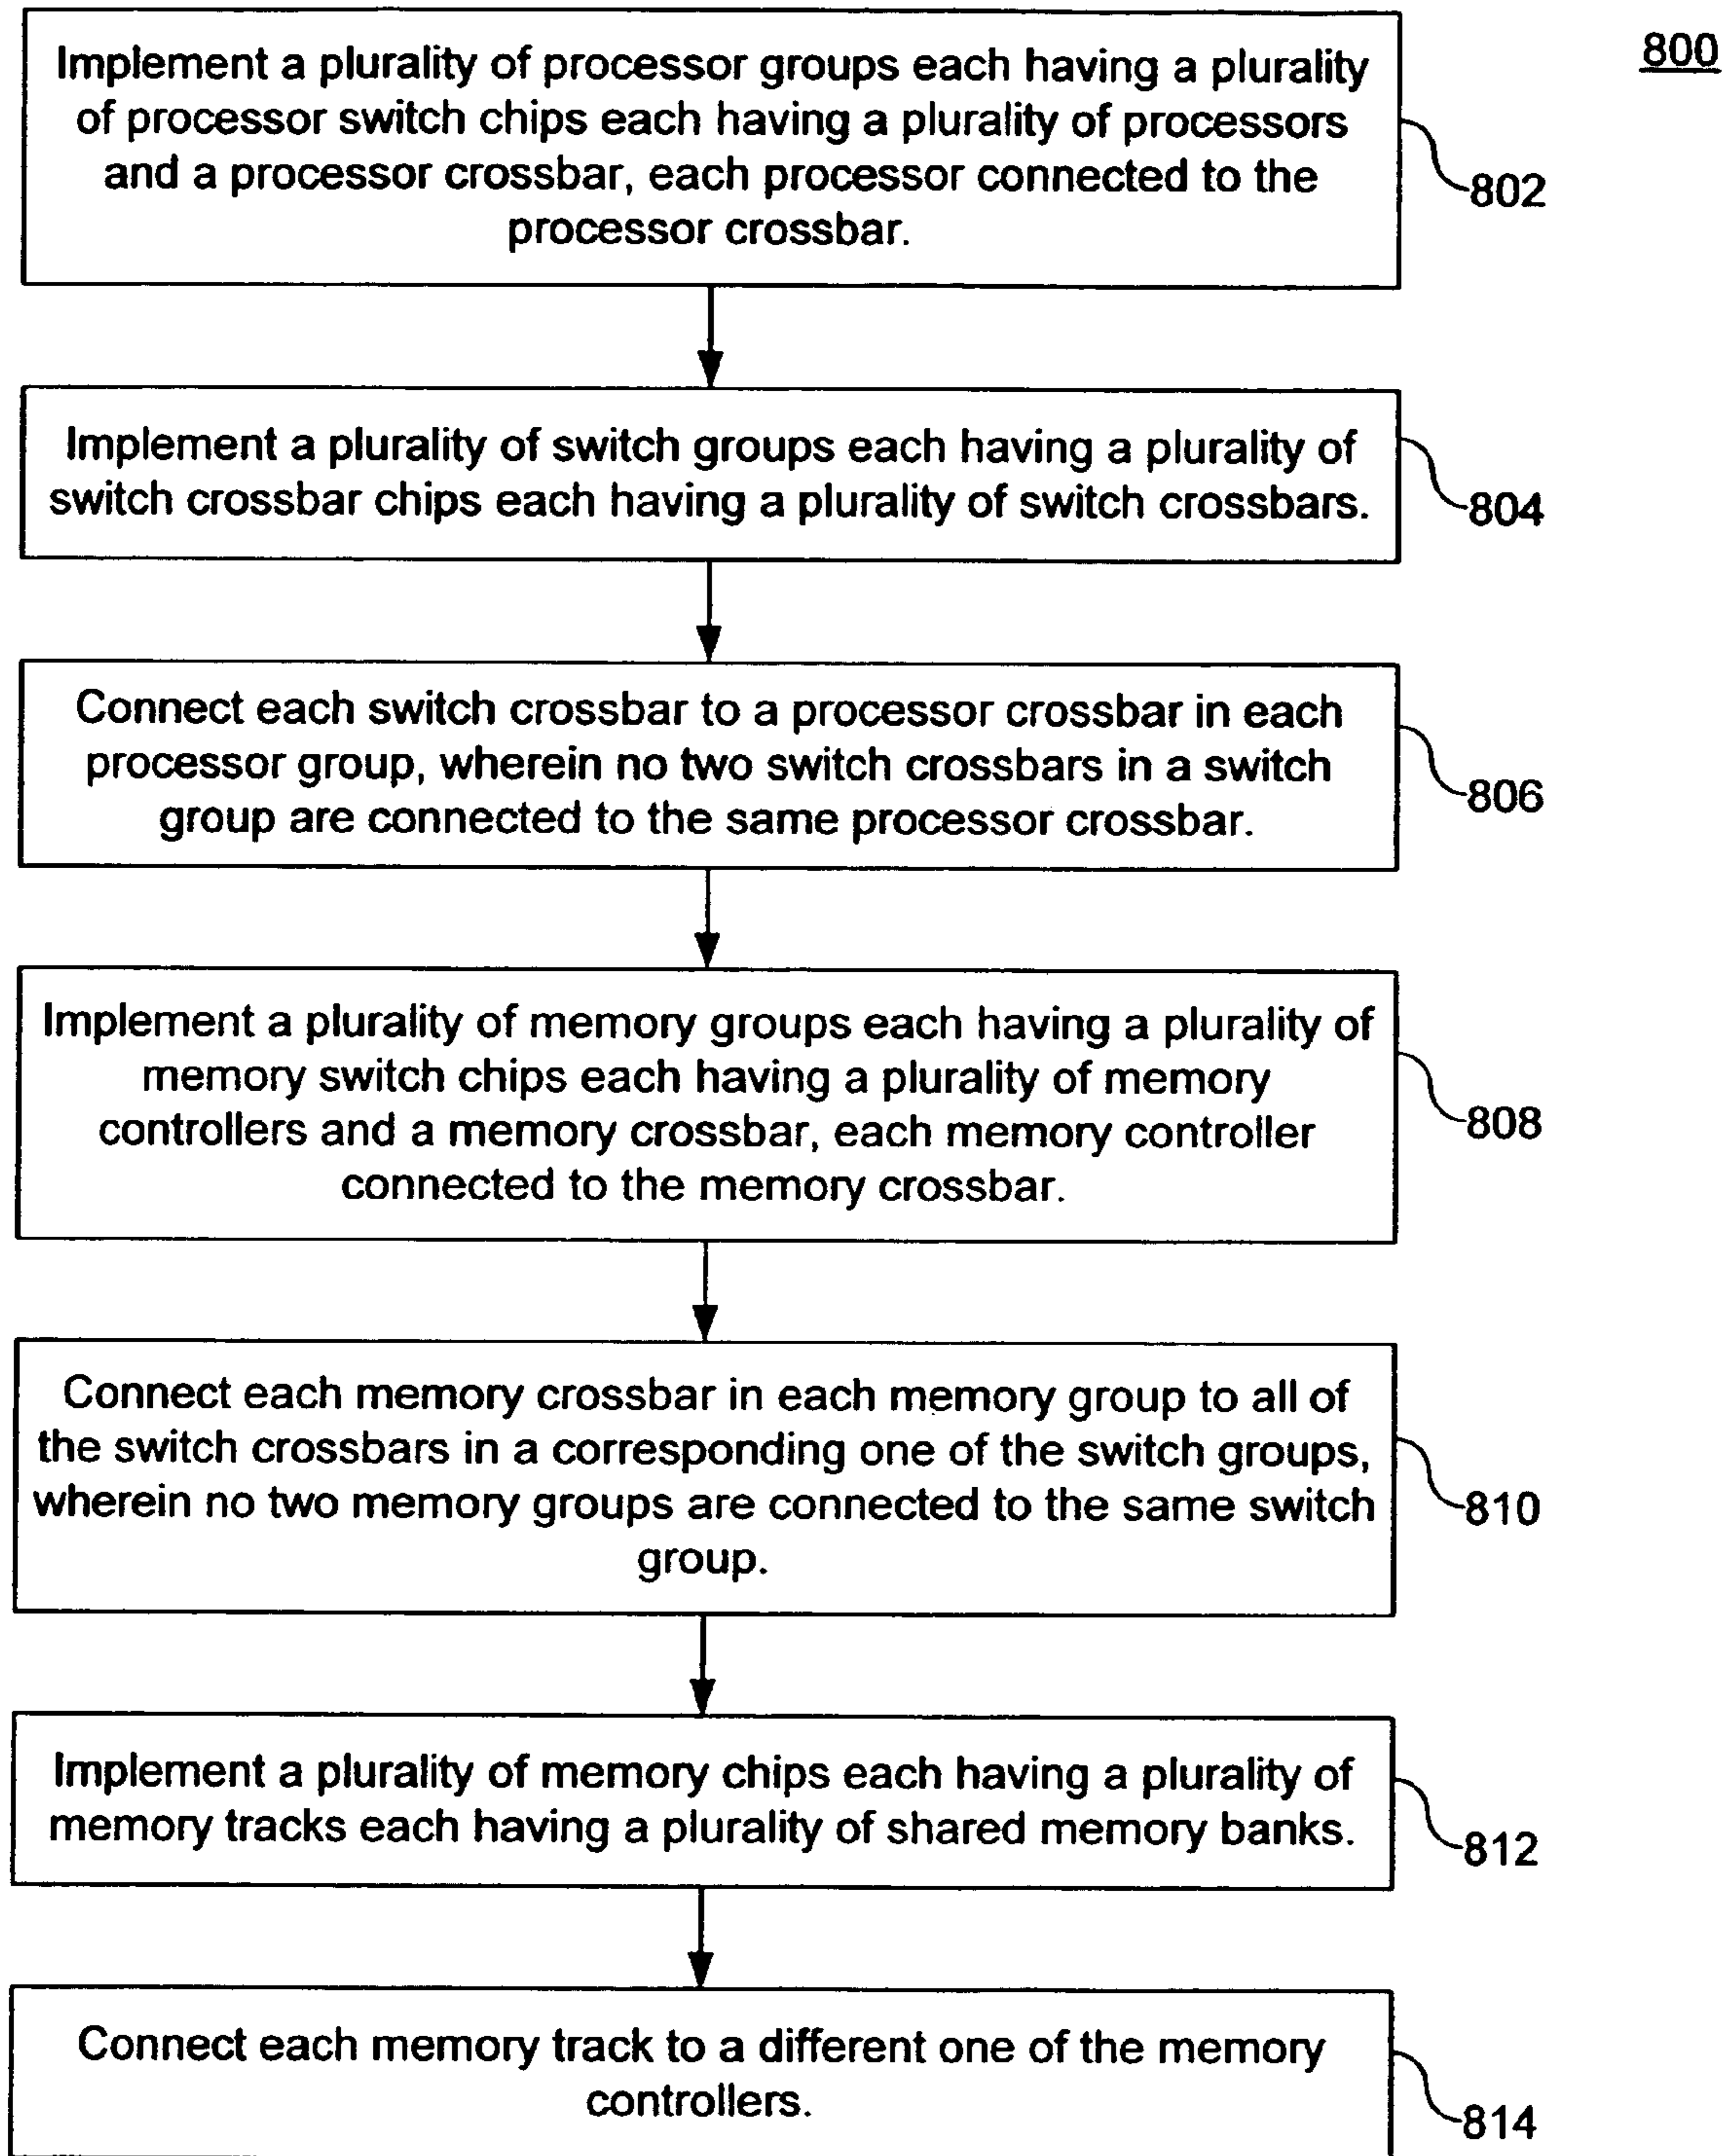 800
Implement a plurality of processor groups each having a plurality
of processor switch chips each having a plurality of processors
and a processor crossbar, each processor connected to the
processor crossbar.
802
Implement a plurality of switch groups each having a plurality of
switch crossbar chips each having a plurality of switch crossbars.
804
Connect each switch crossbar to a processor crossbar in each
processor group, wherein no two switch crossbars in a switch
group are connected to the same processor crossbar.
806
Implement a plurality of memory groups each having a plurality of
memory switch chips each having a plurality of memory
controllers and a memory crossbar, each memory controller
connected to the memory crossbar.
808
Connect each memory crossbar in each memory group to all of
the switch crossbars in a corresponding one of the switch groups,
wherein no two memory groups are connected to the same switch
group.
810
Implement a plurality of memory chips each having a plurality of
memory tracks each having a plurality of shared memory banks.
812
Connect each memory track to a different one of the memory
controllers.
814